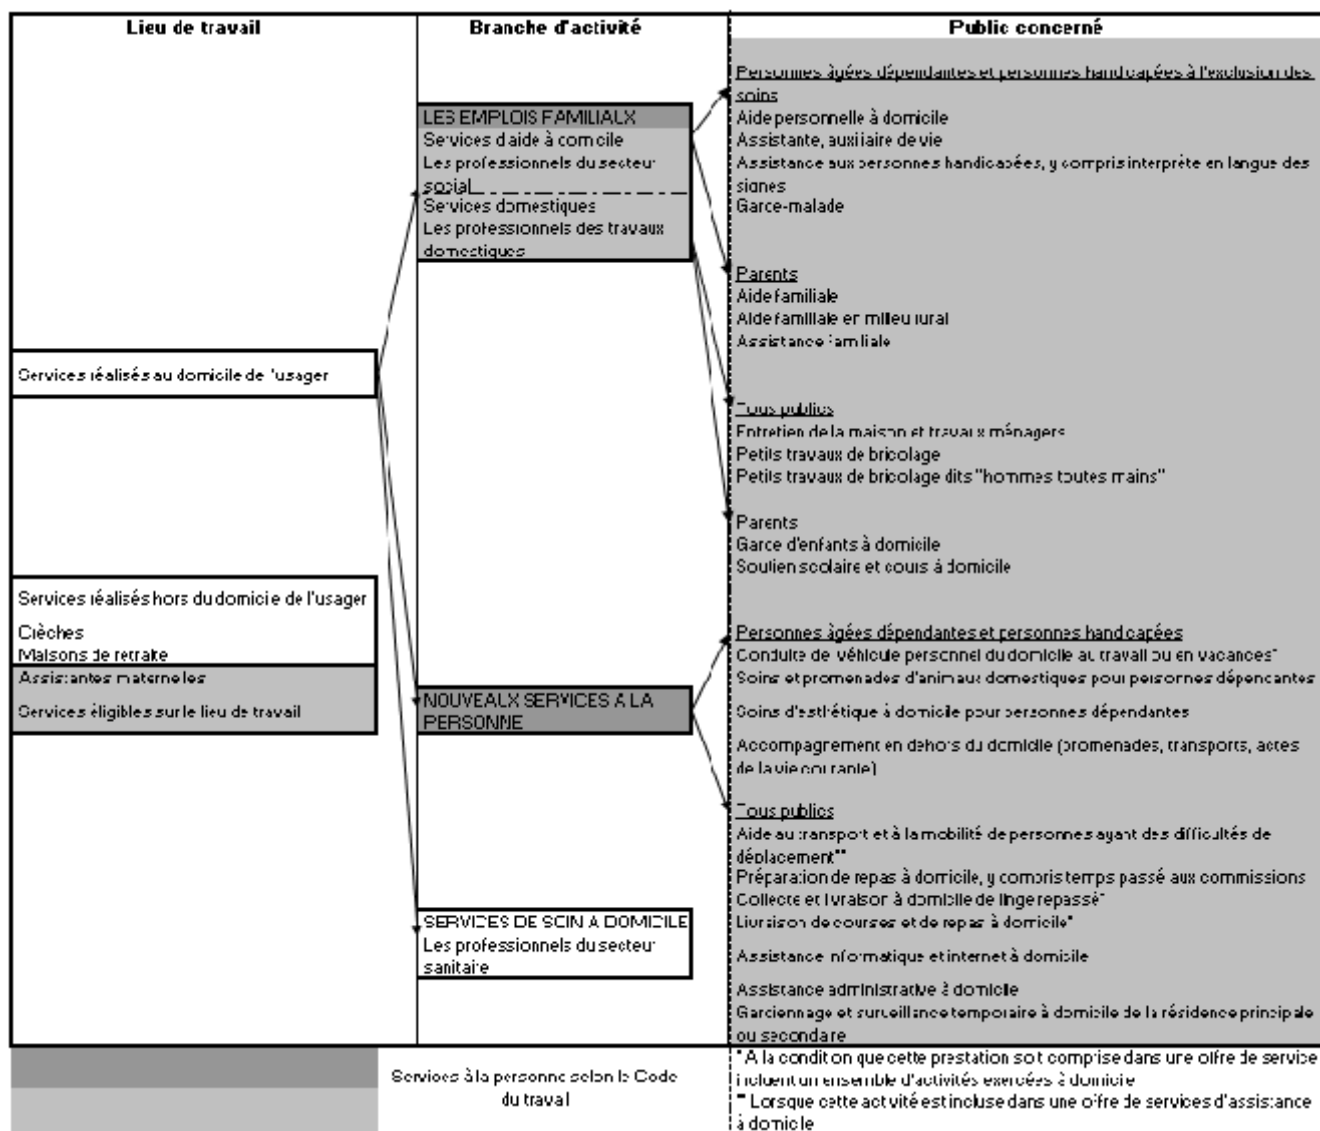 Lieu de travail
Branche d'activité
Public concerné
Services réalisés au domicile de l'usager
Services réalisés hors du domicile de l'usager
Crèches
Maisons de retraite
Assistantes maternelles
Services éligibles sur le lieu de travail
LES EMPLOIS FAMILIAUX
Services d'aide à domicile
Les professionnels du secteur
social
Services domestiques
Les professionnels des travaux
domestiques
NOUVEAUX SERVICES A LA
PERSONNE
SERVICES DE SOIN A DOMICILE
Les professionnels du secteur
sanitaire
Personnes âgées dépendantes et personnes handicapées à l'exclusion des
soins
Aide personnelle à domicile
Assistante, auxiliaire de vie
Assistance aux personnes handicapées, y compris interprète en langue des
signes
Garde-malade
Parents
Aide familiale
Aide familiale en milieu rural
Assistance familiale
Tous publics
Entretien de la maison et travaux ménagers
Petits travaux de bricolage
Petits travaux de bricolage dits "hommes toutes mains"
Parents
Garde d'enfants à domicile
Soutien scolaire et cours à domicile
Personnes âgées dépendantes et personnes handicapées
Conduite de véhicule personnel du domicile au travail ou en vacances*
Soins et promenades d'animaux domestiques pour personnes dépendantes
Soins d'esthétique à domicile pour personnes dépendantes
Accompagnement en dehors du domicile (promenades, transports, actes
de la vie courante)
Tous publics
Aide au transport et à la mobilité de personnes ayant des difficultés de
déplacement**
Préparation de repas à domicile, y compris temps passé aux commissions
Collecte et livraison à domicile de linge repassé*
Livraison de courses et de repas à domicile*
Assistance informatique et internet à domicile
Assistance administrative à domicile
Gardiennage et surveillance temporaire à domicile de la résidence principale
ou secondaire
Services à la personne selon le Code
du travail
* A la condition que cette prestation soit comprise dans une offre de service
incluent un ensemble d'activités exercées à domicile
** Lorsque cette activité est incluse dans une offre de services d'assistance
à domicile